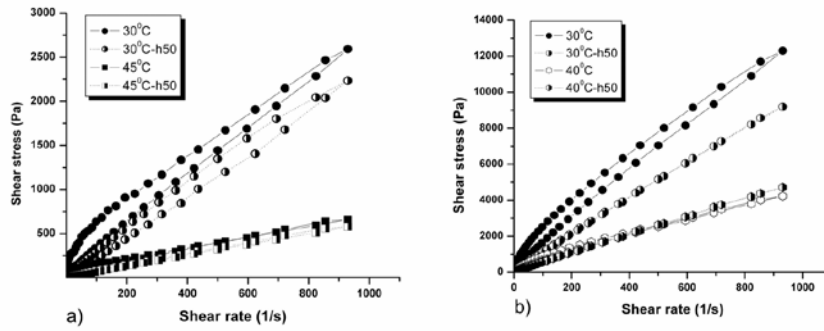 3000
2500
2000
1500
1000
500
Shear stress (Pa)
30⁰C
30⁰C-h50
45⁰C
45⁰C-h50
200 400 600 800 1000
Shear rate (1/s)
a)
14000
12000
10000
8000
6000
4000
2000
0
Shear stress (Pa)
30⁰C
30⁰C-h50
40⁰C
40⁰C-h50
0 200 400 600 800 1000
Shear rate (1/s)
b)